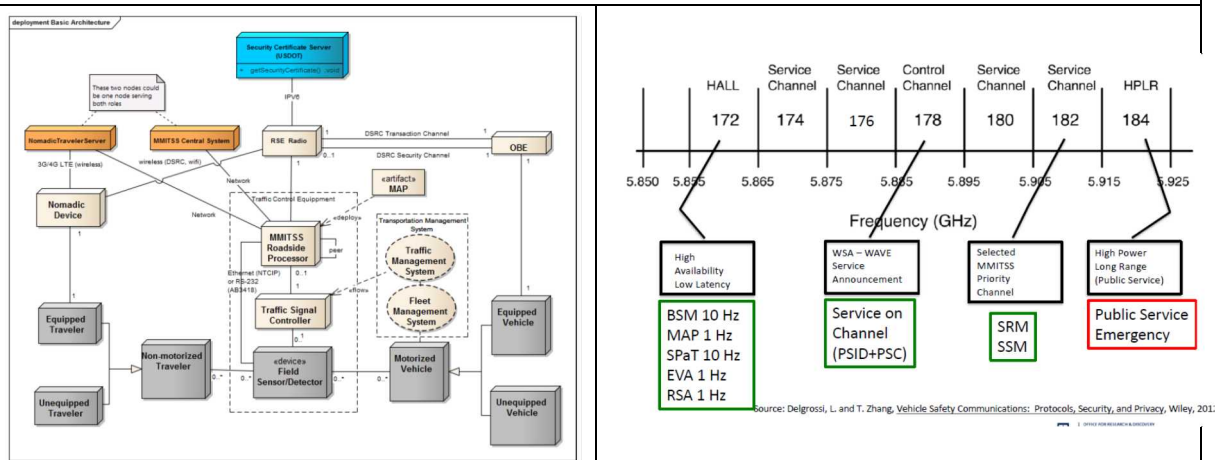 deployment Basic Architecture
Security Certificate Server
(USDOT)
+ getSecurityCertificate() : void
These two nodes could
be one node serving
both roles
IPV6
NomadicTravelerServer
MMITSS Central System
RSE Radio
1
DSRC Transaction Channel
1
0..1
DSRC Security Channel
1
OBE
3G/4G LTE (wireless)
wireless (DSRC, wifi)
Network
«artifact»
MAP
Nomadic
Device
Network
Traffic Control Equippment
«deploy»
Transportation Management
System
MMITSS
Roadside
Processor
peer
Traffic
Management
System
Ethernet (NTCIP)
or RS-232
(AB3418)
0..1
«flow»
Traffic Signal
Controller
Fleet
Management
System
1
1
1
0..1
Equipped
Traveler
Non-motorized
Traveler
0..*
0..*
«device»
Field
Sensor/Detector
0..*
0..*
Motorized
Vehicle
Equipped
Vehicle
Unequipped
Traveler
Unequipped
Vehicle
HALL
Service
Channel
Service
Channel
Control
Channel
Service
Channel
Service
Channel
HPLR
172 174 176 178 180 182 184
5.850 5.855 5.865 5.875 5.885 5.895 5.905 5.915 5.925
Frequency (GHz)
High
Availability
Low Latency
WSA – WAVE
Service
Announcement
Selected
MMITSS
Priority
Channel
High Power
Long Range
(Public Service)
BSM 10 Hz
MAP 1 Hz
SPaT 10 Hz
EVA 1 Hz
RSA 1 Hz
Service on
Channel
(PSID+PSC)
SRM
SSM
Public Service
Emergency
Source: Delgrossi, L. and T. Zhang, Vehicle Safety Communications: Protocols, Security, and Privacy, Wiley, 2012
OFFICE FOR RESEARCH & DISCOVERY